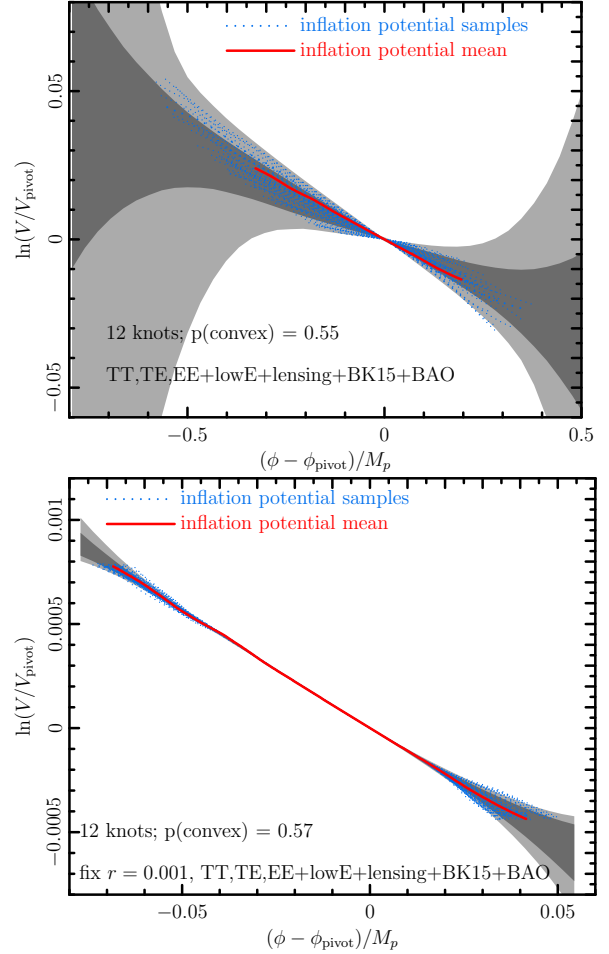 inflation potential samples
inflation potential mean
0.05
0
−0.05
ln(V/V_pivot)
12 knots; p(convex) = 0.55
TT,TE,EE+lowE+lensing+BK15+BAO
−0.5
0
0.5
(ϕ − ϕ_pivot)/M_p
inflation potential samples
inflation potential mean
0.001
0.0005
0
−0.0005
ln(V/V_pivot)
12 knots; p(convex) = 0.57
fix r = 0.001, TT,TE,EE+lowE+lensing+BK15+BAO
−0.05
0
0.05
(ϕ − ϕ_pivot)/M_p